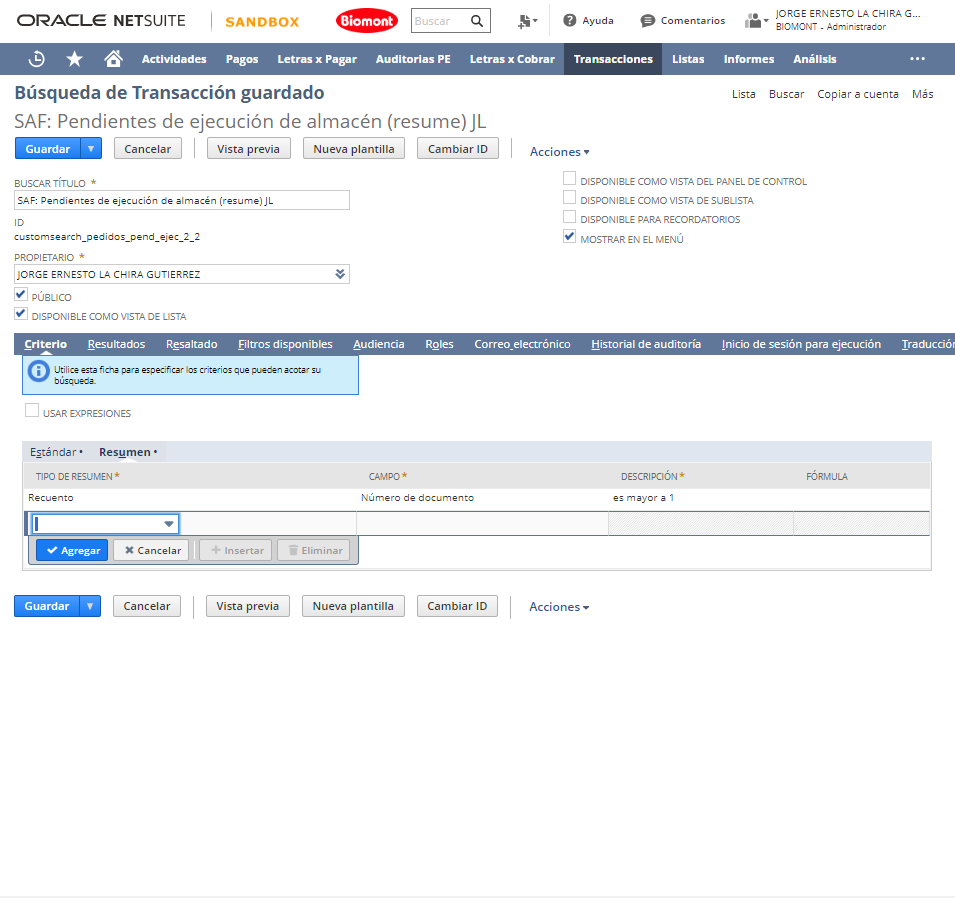 ORACLE NETSUITE
SANDBOX
Biomont
Buscar
Ayuda
Comentarios
JORGE ERNESTO LA CHIRA G...
BIOMONT - Administrador
Actividades Pagos Letras x Pagar Auditorias PE Letras x Cobrar Transacciones Listas Informes Análisis
Búsqueda de Transacción guardado
Lista Buscar Copiar a cuenta Más
SAF: Pendientes de ejecución de almacén (resume) JL
Guardar Cancelar Vista previa Nueva plantilla Cambiar ID Acciones
BUSCAR TÍTULO *
SAF: Pendientes de ejecución de almacén (resume) JL
ID
customsearch_pedidos_pend_ejec_2_2
PROPIETARIO *
JORGE ERNESTO LA CHIRA GUTIERREZ
PÚBLICO
DISPONIBLE COMO VISTA DE LISTA
DISPONIBLE COMO VISTA DEL PANEL DE CONTROL
DISPONIBLE COMO VISTA DE SUBLISTA
DISPONIBLE PARA RECORDATORIOS
MOSTRAR EN EL MENÚ
Criterio Resultados Resaltado Filtros disponibles Audiencia Roles Correo electrónico Historial de auditoría Inicio de sesión para ejecución Traducción
Utilice esta ficha para especificar los criterios que pueden acotar su
búsqueda.
USAR EXPRESIONES
Estándar • Resumen •
TIPO DE RESUMEN * CAMPO * DESCRIPCIÓN * FÓRMULA
Recuento Número de documento es mayor a 1
Agregar Cancelar Insertar Eliminar
Guardar Cancelar Vista previa Nueva plantilla Cambiar ID Acciones